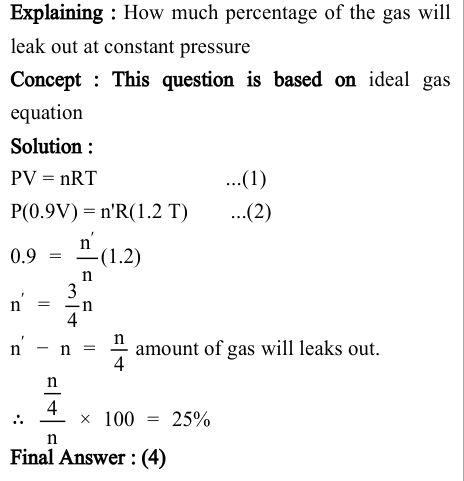 Explaining : How much percentage of the gas will
leak out at constant pressure
Concept : This question is based on ideal gas
equation
Solution :
PV = nRT ...(1)
P(0.9V) = n'R(1.2 T) ...(2)
0.9 = n'/n (1.2)
n' = 3/4 n
n' − n = n/4 amount of gas will leaks out.
∴ (n/4)/n × 100 = 25%
Final Answer : (4)